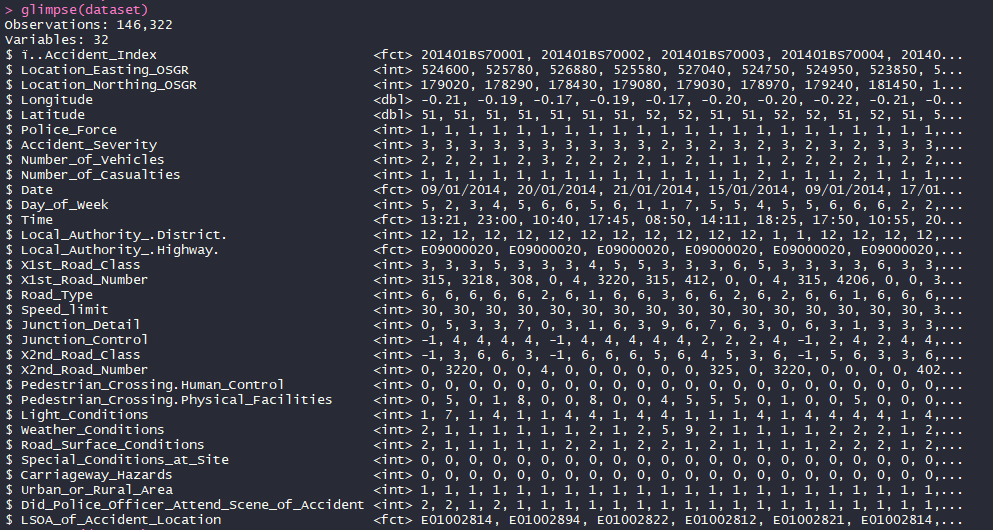 > glimpse(dataset)
Observations: 146,322
Variables: 32
$ ï..Accident_Index <fct> 201401BS70001, 201401BS70002, 201401BS70003, 201401BS70004, 20140...
$ Location_Easting_OSGR <int> 524600, 525780, 526880, 525580, 527040, 524750, 524950, 523850, 5...
$ Location_Northing_OSGR <int> 179020, 178290, 178430, 179080, 179030, 178970, 179240, 181450, 1...
$ Longitude <dbl> -0.21, -0.19, -0.17, -0.19, -0.17, -0.20, -0.20, -0.22, -0.21, -0...
$ Latitude <dbl> 51, 51, 51, 51, 51, 51, 52, 52, 51, 51, 52, 52, 51, 52, 51, 5...
$ Police_Force <int> 1, 1, 1, 1, 1, 1, 1, 1, 1, 1, 1, 1, 1, 1, 1, 1, 1, 1, 1, 1, 1, 1,...
$ Accident_Severity <int> 3, 3, 3, 3, 3, 3, 3, 3, 3, 3, 2, 3, 2, 3, 2, 3, 2, 3, 2, 3, 3, 3,...
$ Number_of_Vehicles <int> 2, 2, 2, 1, 2, 3, 2, 2, 2, 2, 1, 2, 2, 1, 1, 2, 2, 2, 2, 1, 2, 2,...
$ Number_of_Casualties <int> 1, 1, 1, 1, 1, 1, 1, 1, 1, 1, 1, 1, 1, 1, 2, 1, 1, 2, 1, 1, 1, 1,...
$ Date <fct> 09/01/2014, 20/01/2014, 21/01/2014, 15/01/2014, 09/01/2014, 17/01...
$ Day_of_Week <int> 5, 2, 3, 4, 5, 6, 6, 5, 6, 1, 1, 7, 5, 5, 4, 5, 5, 6, 6, 6, 2, 2,...
$ Time <fct> 13:21, 23:00, 10:40, 17:45, 08:50, 14:11, 18:25, 17:50, 10:55, 20...
$ Local_Authority_.District. <int> 12, 12, 12, 12, 12, 12, 12, 12, 12, 12, 12, 1, 1, 12, 12, 12, 12,...
$ Local_Authority_.Highway. <fct> E09000020, E09000020, E09000020, E09000020, E09000020, E09000020,...
$ X1st_Road_Class <int> 3, 3, 3, 5, 3, 3, 3, 4, 5, 5, 3, 3, 3, 6, 5, 3, 3, 3, 3, 6, 3, 3,...
$ X1st_Road_Number <int> 315, 3218, 308, 0, 4, 3220, 315, 412, 0, 0, 4, 315, 4206, 0, 0, 3...
$ Road_Type <int> 6, 6, 6, 6, 6, 2, 6, 1, 6, 6, 3, 6, 6, 2, 6, 2, 6, 6, 1, 6, 6, 6,...
$ Speed_limit <int> 30, 30, 30, 30, 30, 30, 30, 30, 30, 30, 30, 30, 30, 30, 30, 30, 3...
$ Junction_Detail <int> 0, 5, 3, 3, 7, 0, 3, 1, 6, 3, 9, 6, 7, 6, 3, 0, 6, 3, 1, 3, 3, 3,...
$ Junction_Control <int> -1, 4, 4, 4, 4, -1, 4, 4, 4, 4, 4, 2, 2, 2, 4, -1, 2, 4, 2, 4, 4,...
$ X2nd_Road_Class <int> -1, 3, 6, 6, 3, -1, 6, 6, 6, 5, 6, 4, 5, 3, 6, -1, 5, 6, 3, 3, 6,...
$ X2nd_Road_Number <int> 0, 3220, 0, 0, 4, 0, 0, 0, 0, 0, 0, 325, 0, 3220, 0, 0, 0, 0, 402...
$ Pedestrian_Crossing.Human_Control <int> 0, 0, 0, 0, 0, 0, 0, 0, 0, 0, 0, 0, 0, 0, 0, 0, 0, 0, 0, 0, 0, 0,...
$ Pedestrian_Crossing.Physical_Facilities <int> 0, 5, 0, 1, 8, 0, 0, 8, 0, 0, 4, 5, 5, 5, 0, 1, 0, 0, 5, 0, 0, 0,...
$ Light_Conditions <int> 1, 7, 1, 4, 1, 1, 4, 4, 1, 4, 4, 1, 1, 1, 4, 1, 4, 4, 4, 4, 1, 4,...
$ Weather_Conditions <int> 2, 1, 1, 1, 1, 1, 2, 1, 2, 5, 9, 2, 1, 1, 1, 1, 1, 2, 2, 2, 1, 2,...
$ Road_Surface_Conditions <int> 2, 1, 1, 1, 1, 1, 2, 2, 1, 2, 2, 1, 2, 1, 1, 1, 1, 2, 2, 2, 1, 2,...
$ Special_Conditions_at_Site <int> 0, 0, 0, 0, 0, 0, 0, 0, 0, 0, 0, 0, 0, 0, 0, 0, 0, 0, 0, 0, 0, 0,...
$ Carriageway_Hazards <int> 0, 0, 0, 0, 0, 0, 0, 0, 0, 0, 0, 0, 0, 0, 0, 0, 0, 0, 0, 0, 0, 0,...
$ Urban_or_Rural_Area <int> 1, 1, 1, 1, 1, 1, 1, 1, 1, 1, 1, 1, 1, 1, 1, 1, 1, 1, 1, 1, 1, 1,...
$ Did_Police_Officer_Attend_Scene_of_Accident <int> 2, 2, 1, 2, 1, 1, 1, 1, 1, 1, 1, 1, 1, 1, 1, 1, 1, 1, 1, 2, 1, 1,...
$ LSOA_of_Accident_Location <fct> E01002814, E01002894, E01002822, E01002812, E01002821, E01002814,...